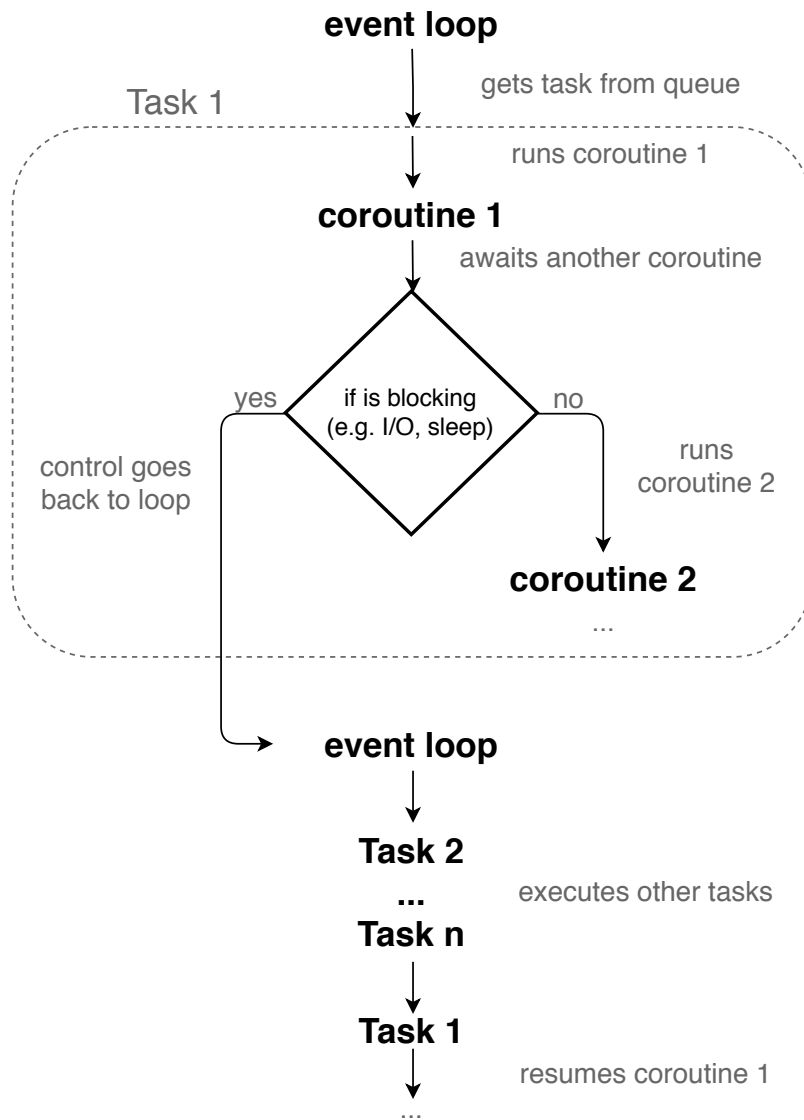 event loop
gets task from queue
Task 1
runs coroutine 1
coroutine 1
awaits another coroutine
yes
if is blocking
(e.g. I/O, sleep)
no
control goes
back to loop
runs
coroutine 2
coroutine 2
...
event loop
Task 2
...
executes other tasks
Task n
Task 1
resumes coroutine 1
...